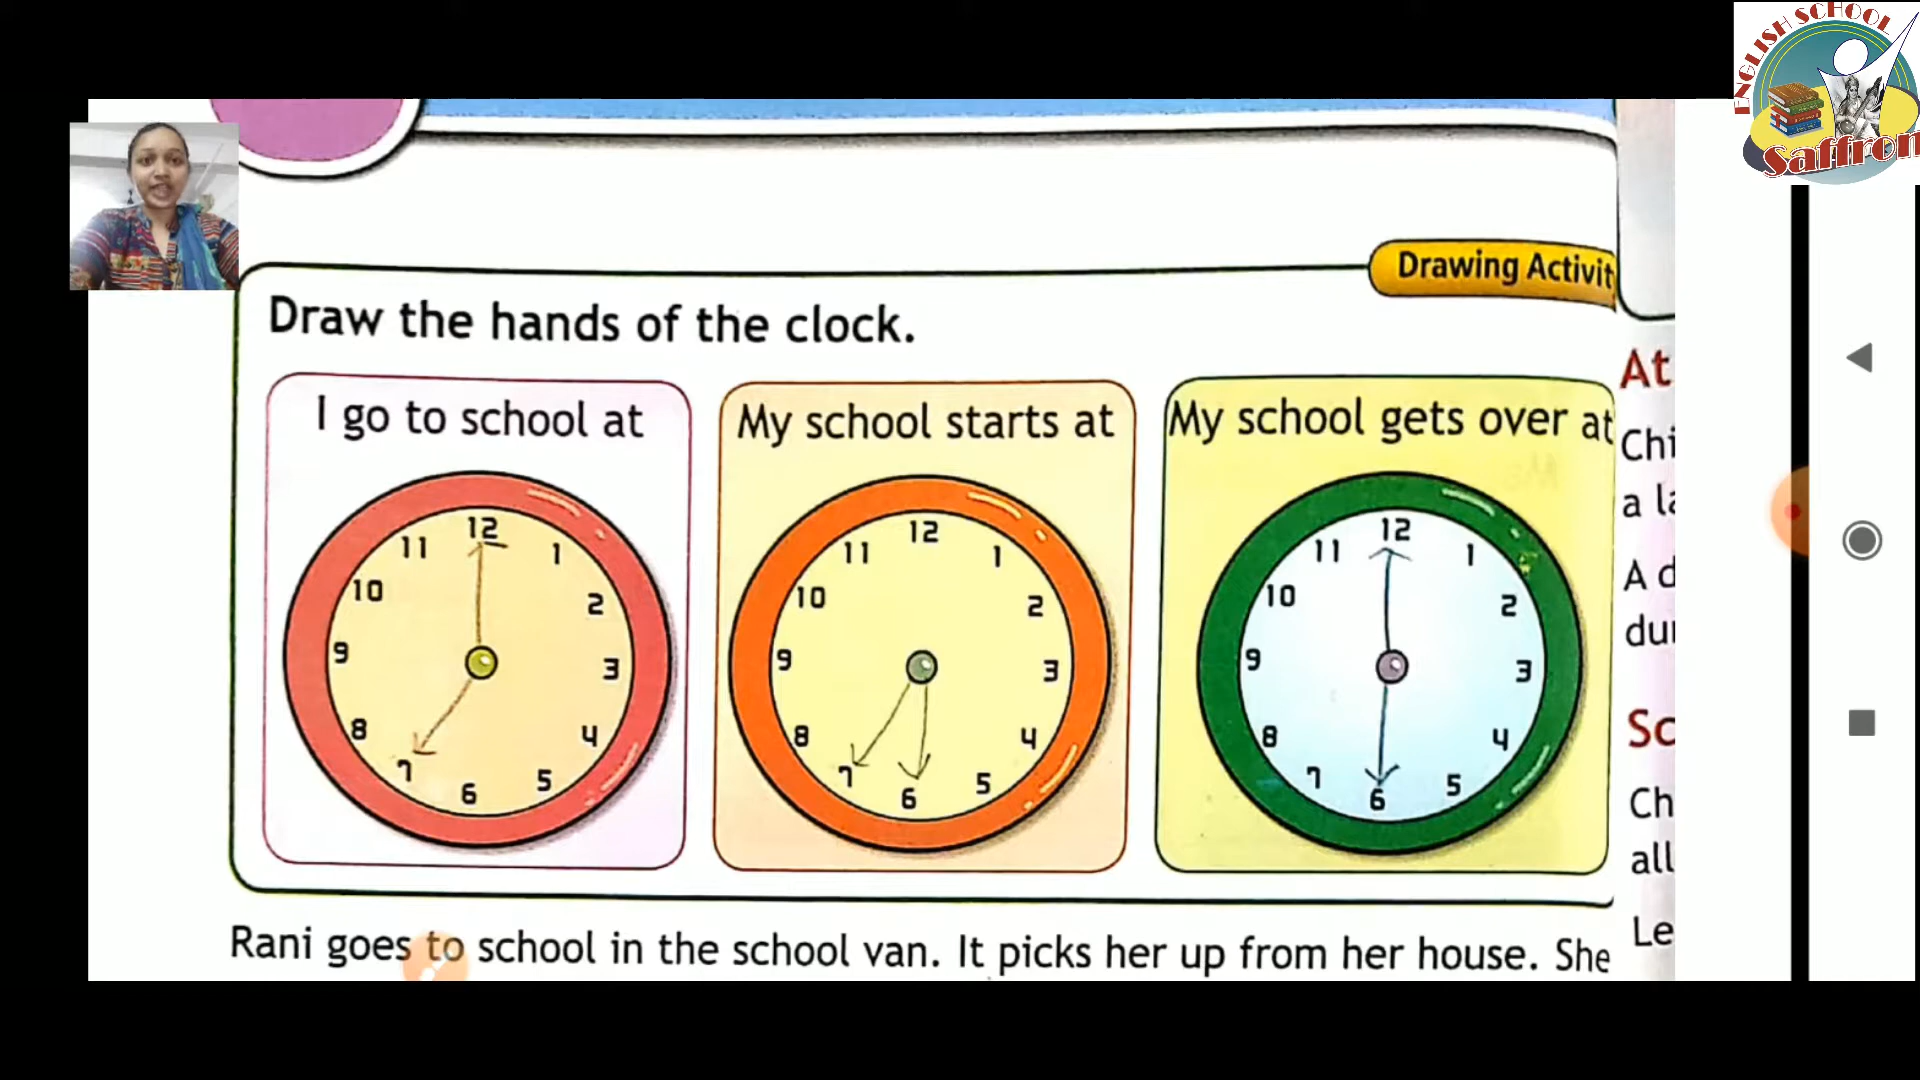 ENGLISH SCHOOL
Saffron
Drawing Activit
Draw the hands of the clock.
I go to school at
12
11 1
10 2
9 3
8 4
7 5
6
My school starts at
12
11 1
10 2
9 3
8 4
7 5
6
My school gets over at
12
11 1
10 2
9 3
8 4
7 5
6
Rani goes to school in the school van. It picks her up from her house. She
At
Chi
a la
A d
dur
Sc
Ch
all
Le